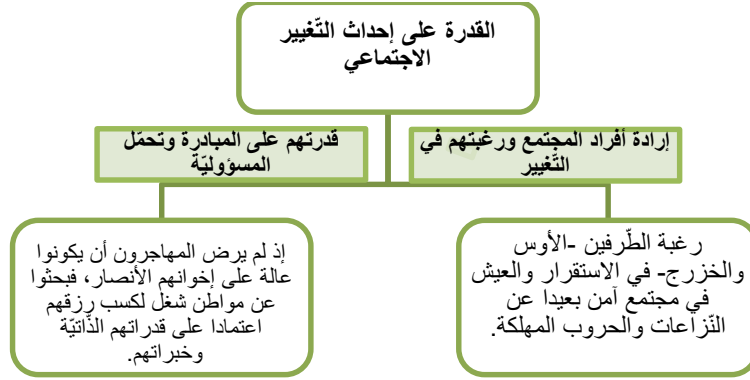 القدرة على إحداث التّغيير
الاجتماعي
إرادة أفراد المجتمع ورغبتهم في
التّغيير
قدرتهم على المبادرة وتحمّل
المسؤوليّة
رغبة الطّرفين -الأوس
والخزرج- في الاستقرار والعيش
في مجتمع آمن بعيدا عن
النّزاعات والحروب المهلكة.
إذ لم يرض المهاجرون أن يكونوا
عالة على إخوانهم الأنصار، فبحثوا
عن مواطن شغل لكسب رزقهم
اعتمادا على قدراتهم الذّاتيّة
وخبراتهم.